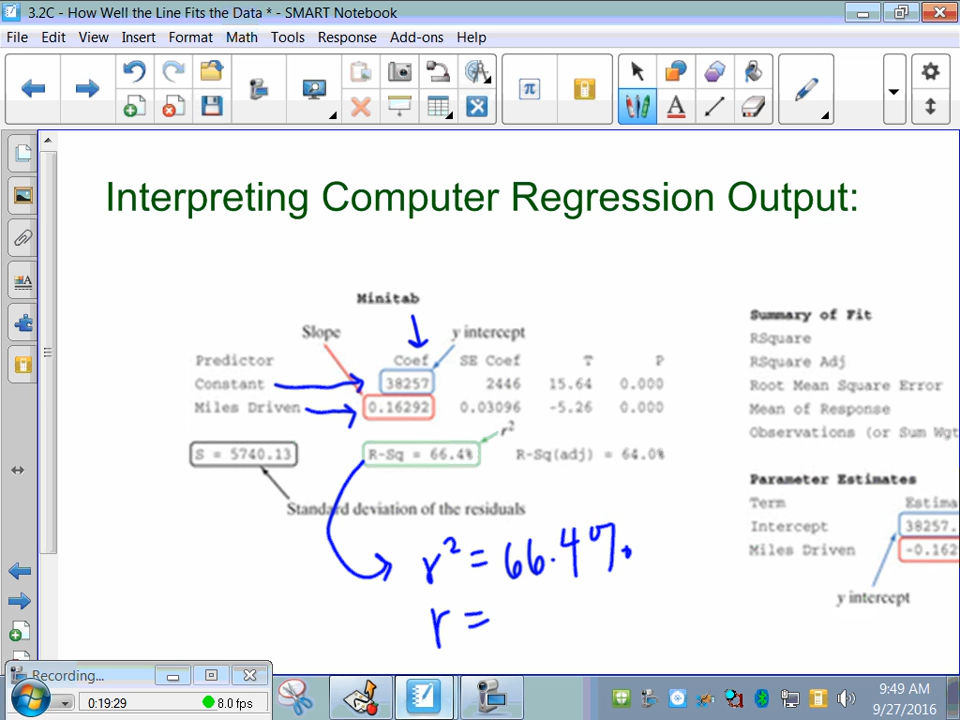 3.2C - How Well the Line Fits the Data * - SMART Notebook
File Edit View Insert Format Math Tools Response Add-ons Help
π
A
Interpreting Computer Regression Output:
Minitab
Slope
y intercept
Predictor Coef SE Coef T P
Constant 38257 2446 15.64 0.000
Miles Driven 0.16292 0.03096 -5.26 0.000
r²
S = 5740.13 R-Sq = 66.4% R-Sq(adj) = 64.0%
Standard deviation of the residuals
r² = 66.4%
r =
Summary of Fit
RSquare
RSquare Adj
Root Mean Square Error
Mean of Response
Observations (or Sum Wgt
Parameter Estimates
Term Estima
Intercept 38257.
Miles Driven -0.162
y intercept
Recording...
0:19:29 8.0 fps
9:49 AM
9/27/2016